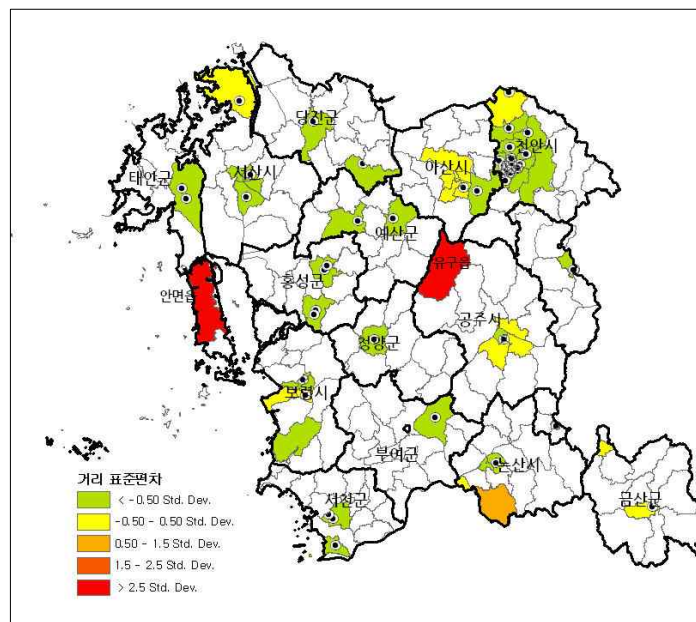 당진군
천안시
아산시
서산시
태안군
예산군
유구읍
홍성군
안면읍
공주시
청양군
보령시
부여군
논산시
서천군
금산군
거리 표준편차
< -0.50 Std. Dev.
-0.50 - 0.50 Std. Dev.
0.50 - 1.5 Std. Dev.
1.5 - 2.5 Std. Dev.
> 2.5 Std. Dev.